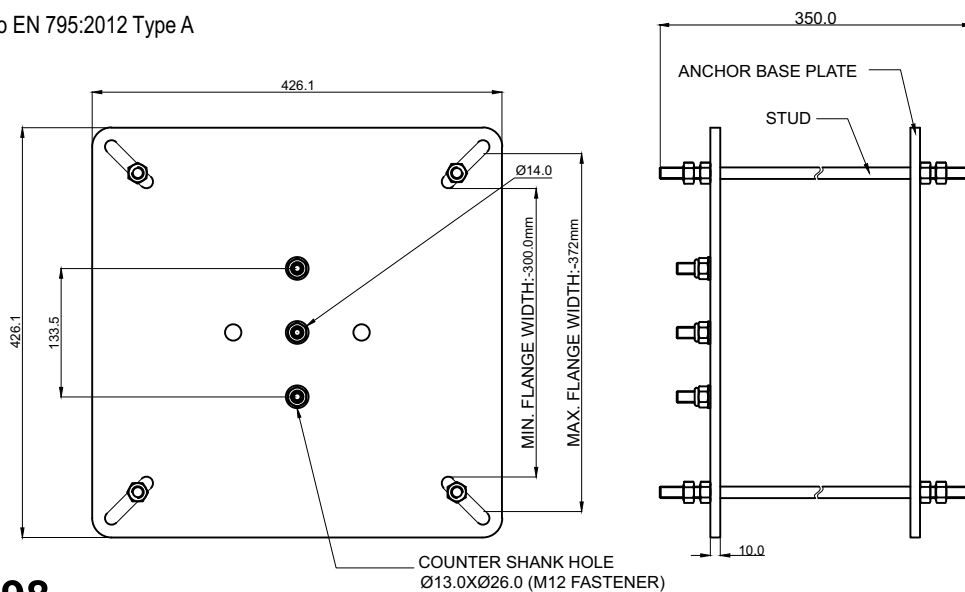 o EN 795:2012 Type A
350.0
426.1
ANCHOR BASE PLATE
STUD
Ø14.0
MIN. FLANGE WIDTH:-300.0mm
MAX. FLANGE WIDTH:-372mm
426.1
133.5
10.0
COUNTER SHANK HOLE
Ø13.0XØ26.0 (M12 FASTENER)